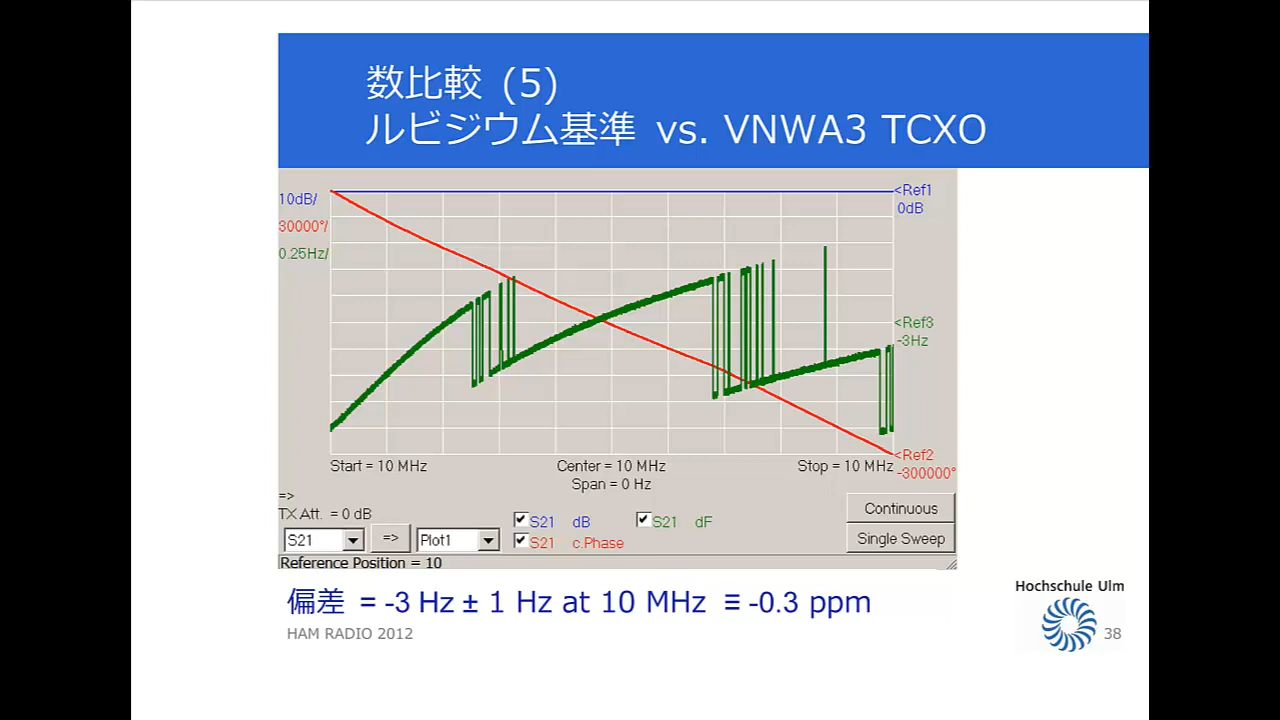 数比較 (5)
ルビジウム基準 vs. VNWA3 TCXO
10dB/
30000°/
0.25Hz/
<Ref1
0dB
<Ref3
-3Hz
<Ref2
-300000°
Start = 10 MHz
Center = 10 MHz
Stop = 10 MHz
Span = 0 Hz
=>
TX Att. = 0 dB
S21
=>
Plot1
S21 dB
S21 dF
S21 c.Phase
Continuous
Single Sweep
Reference Position = 10
偏差 = -3 Hz ± 1 Hz at 10 MHz ≡ -0.3 ppm
HAM RADIO 2012
Hochschule Ulm
38